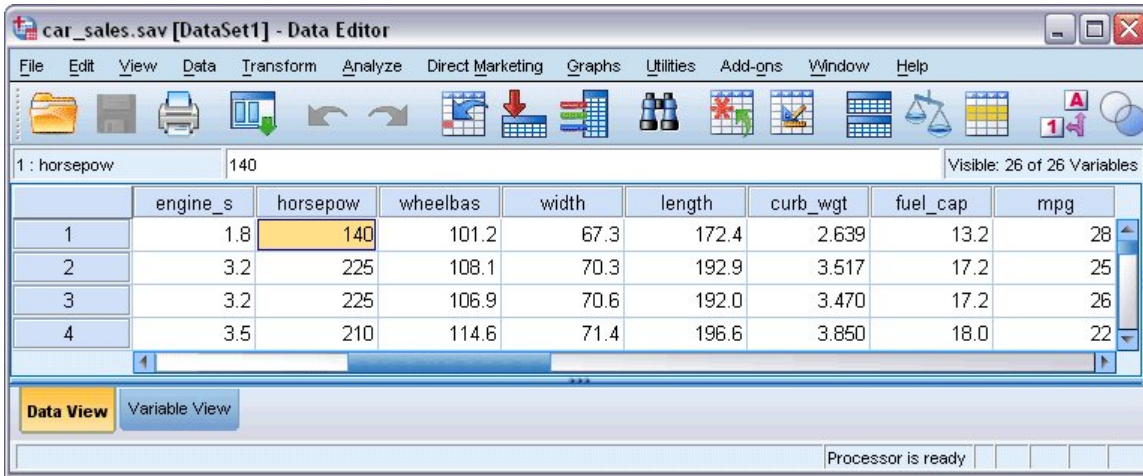 car_sales.sav [DataSet1] - Data Editor
File Edit View Data Transform Analyze Direct Marketing Graphs Utilities Add-ons Window Help
A
1
1 : horsepow 140 Visible: 26 of 26 Variables
engine_s horsepow wheelbas width length curb_wgt fuel_cap mpg
1 1.8 140 101.2 67.3 172.4 2.639 13.2 28
2 3.2 225 108.1 70.3 192.9 3.517 17.2 25
3 3.2 225 106.9 70.6 192.0 3.470 17.2 26
4 3.5 210 114.6 71.4 196.6 3.850 18.0 22
Data View Variable View
Processor is ready